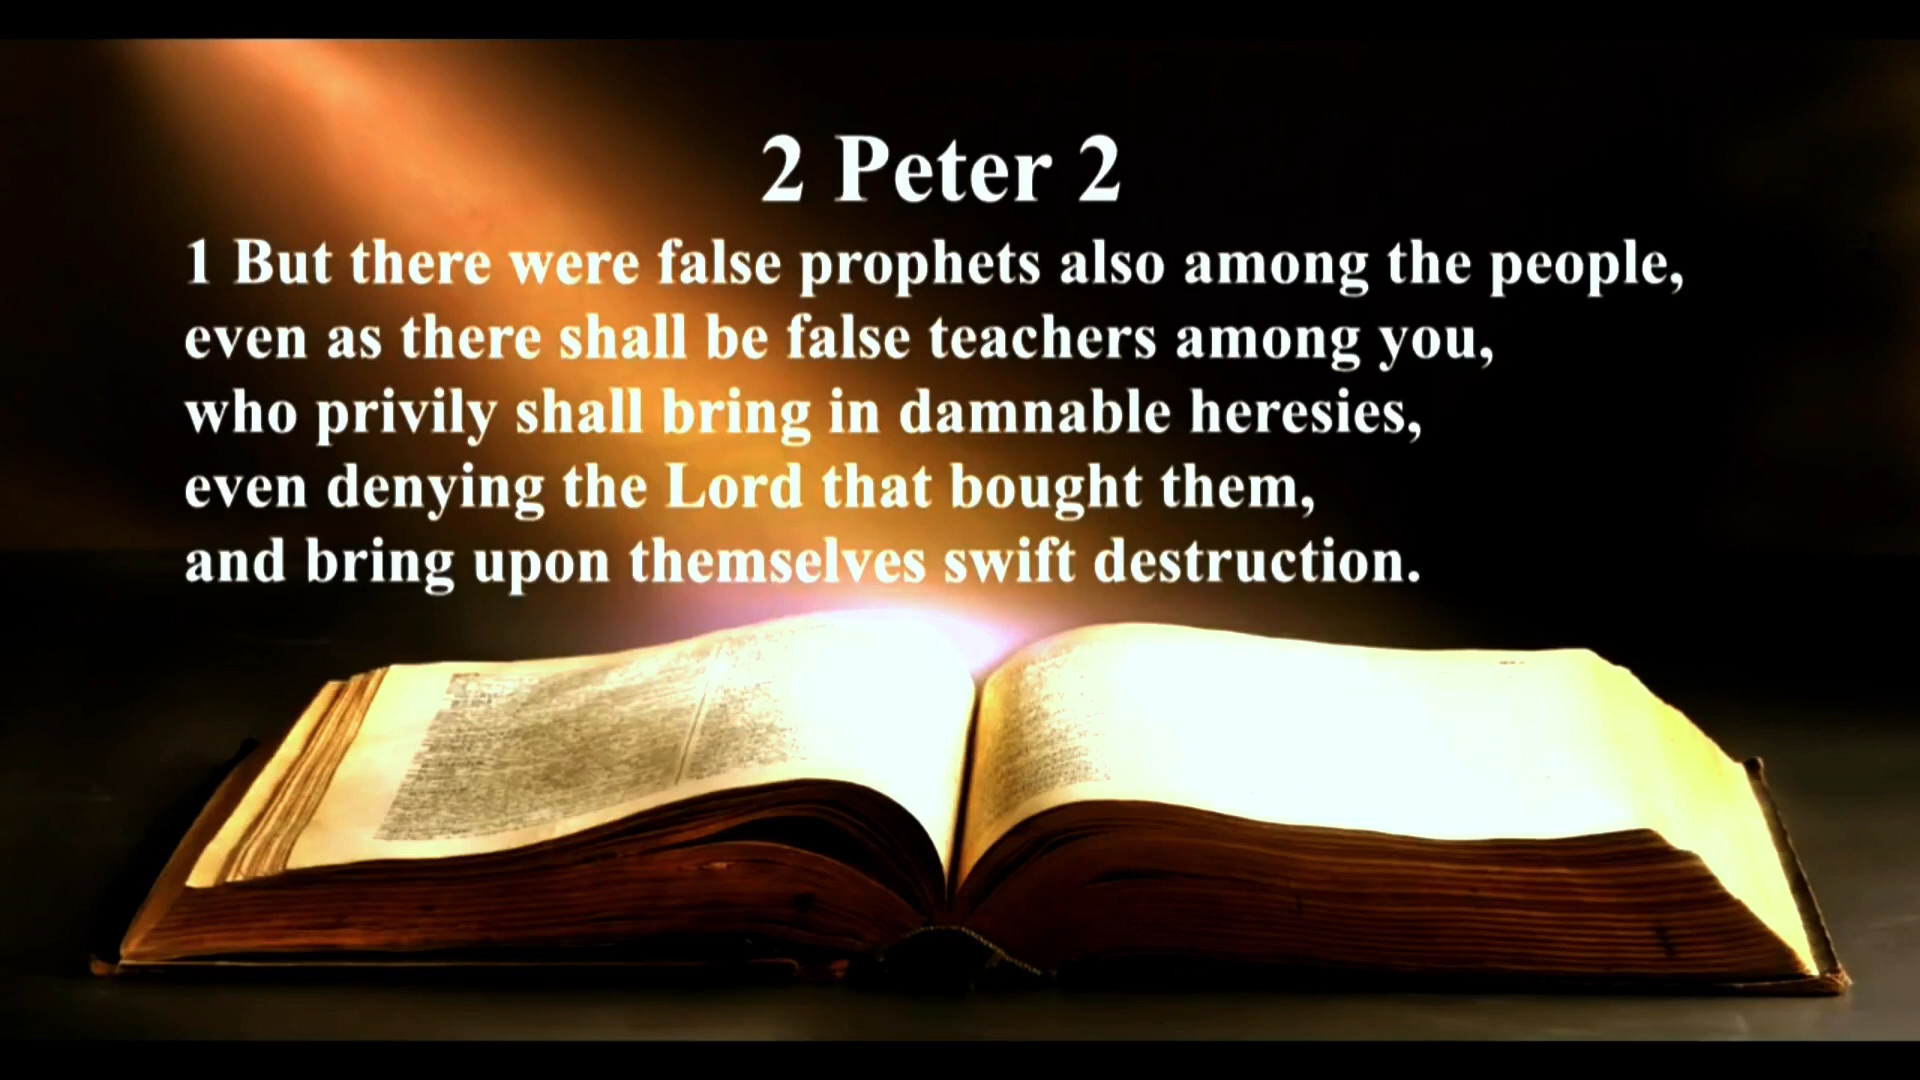 2 Peter 2
1 But there were false prophets also among the people,
even as there shall be false teachers among you,
who privily shall bring in damnable heresies,
even denying the Lord that bought them,
and bring upon themselves swift destruction.